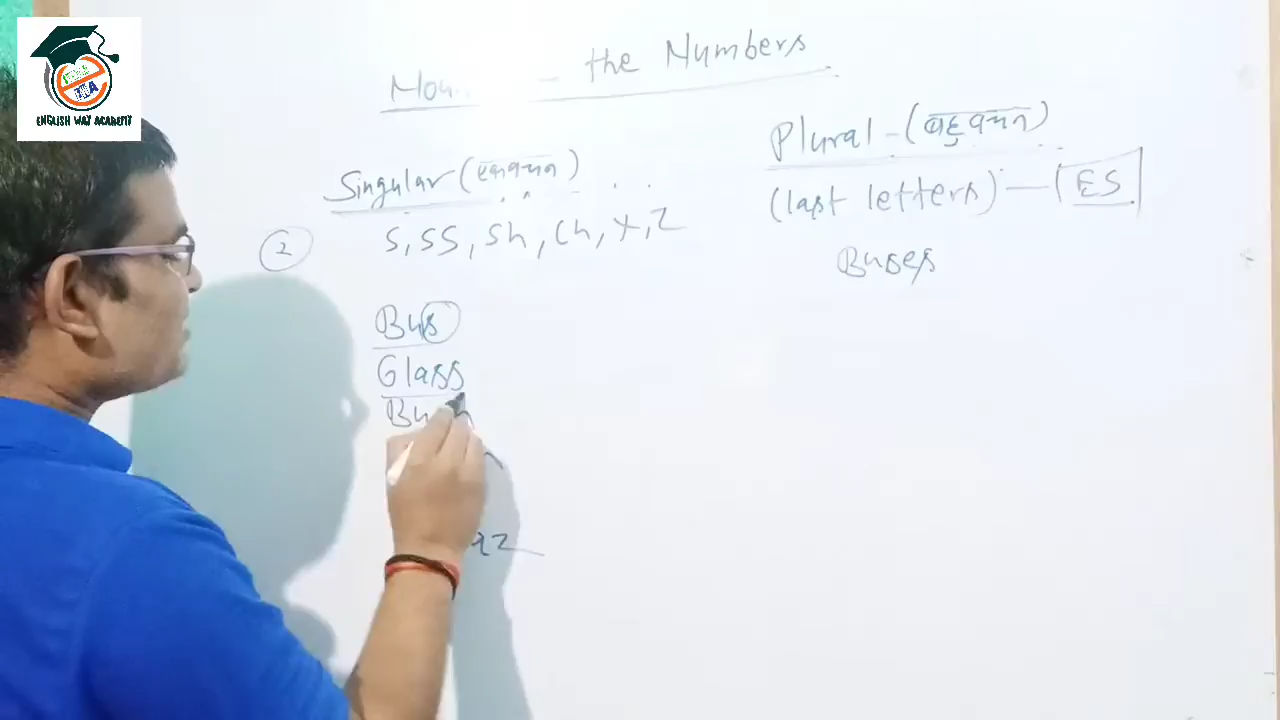 ENGLISH WAY ACADEMY
- the Numbers
Singular (एकवचन)
Plural - (बहुवचन)
(last letters) — ES
2
s, ss, sh, ch, x, z
Buses
Bus
Glass